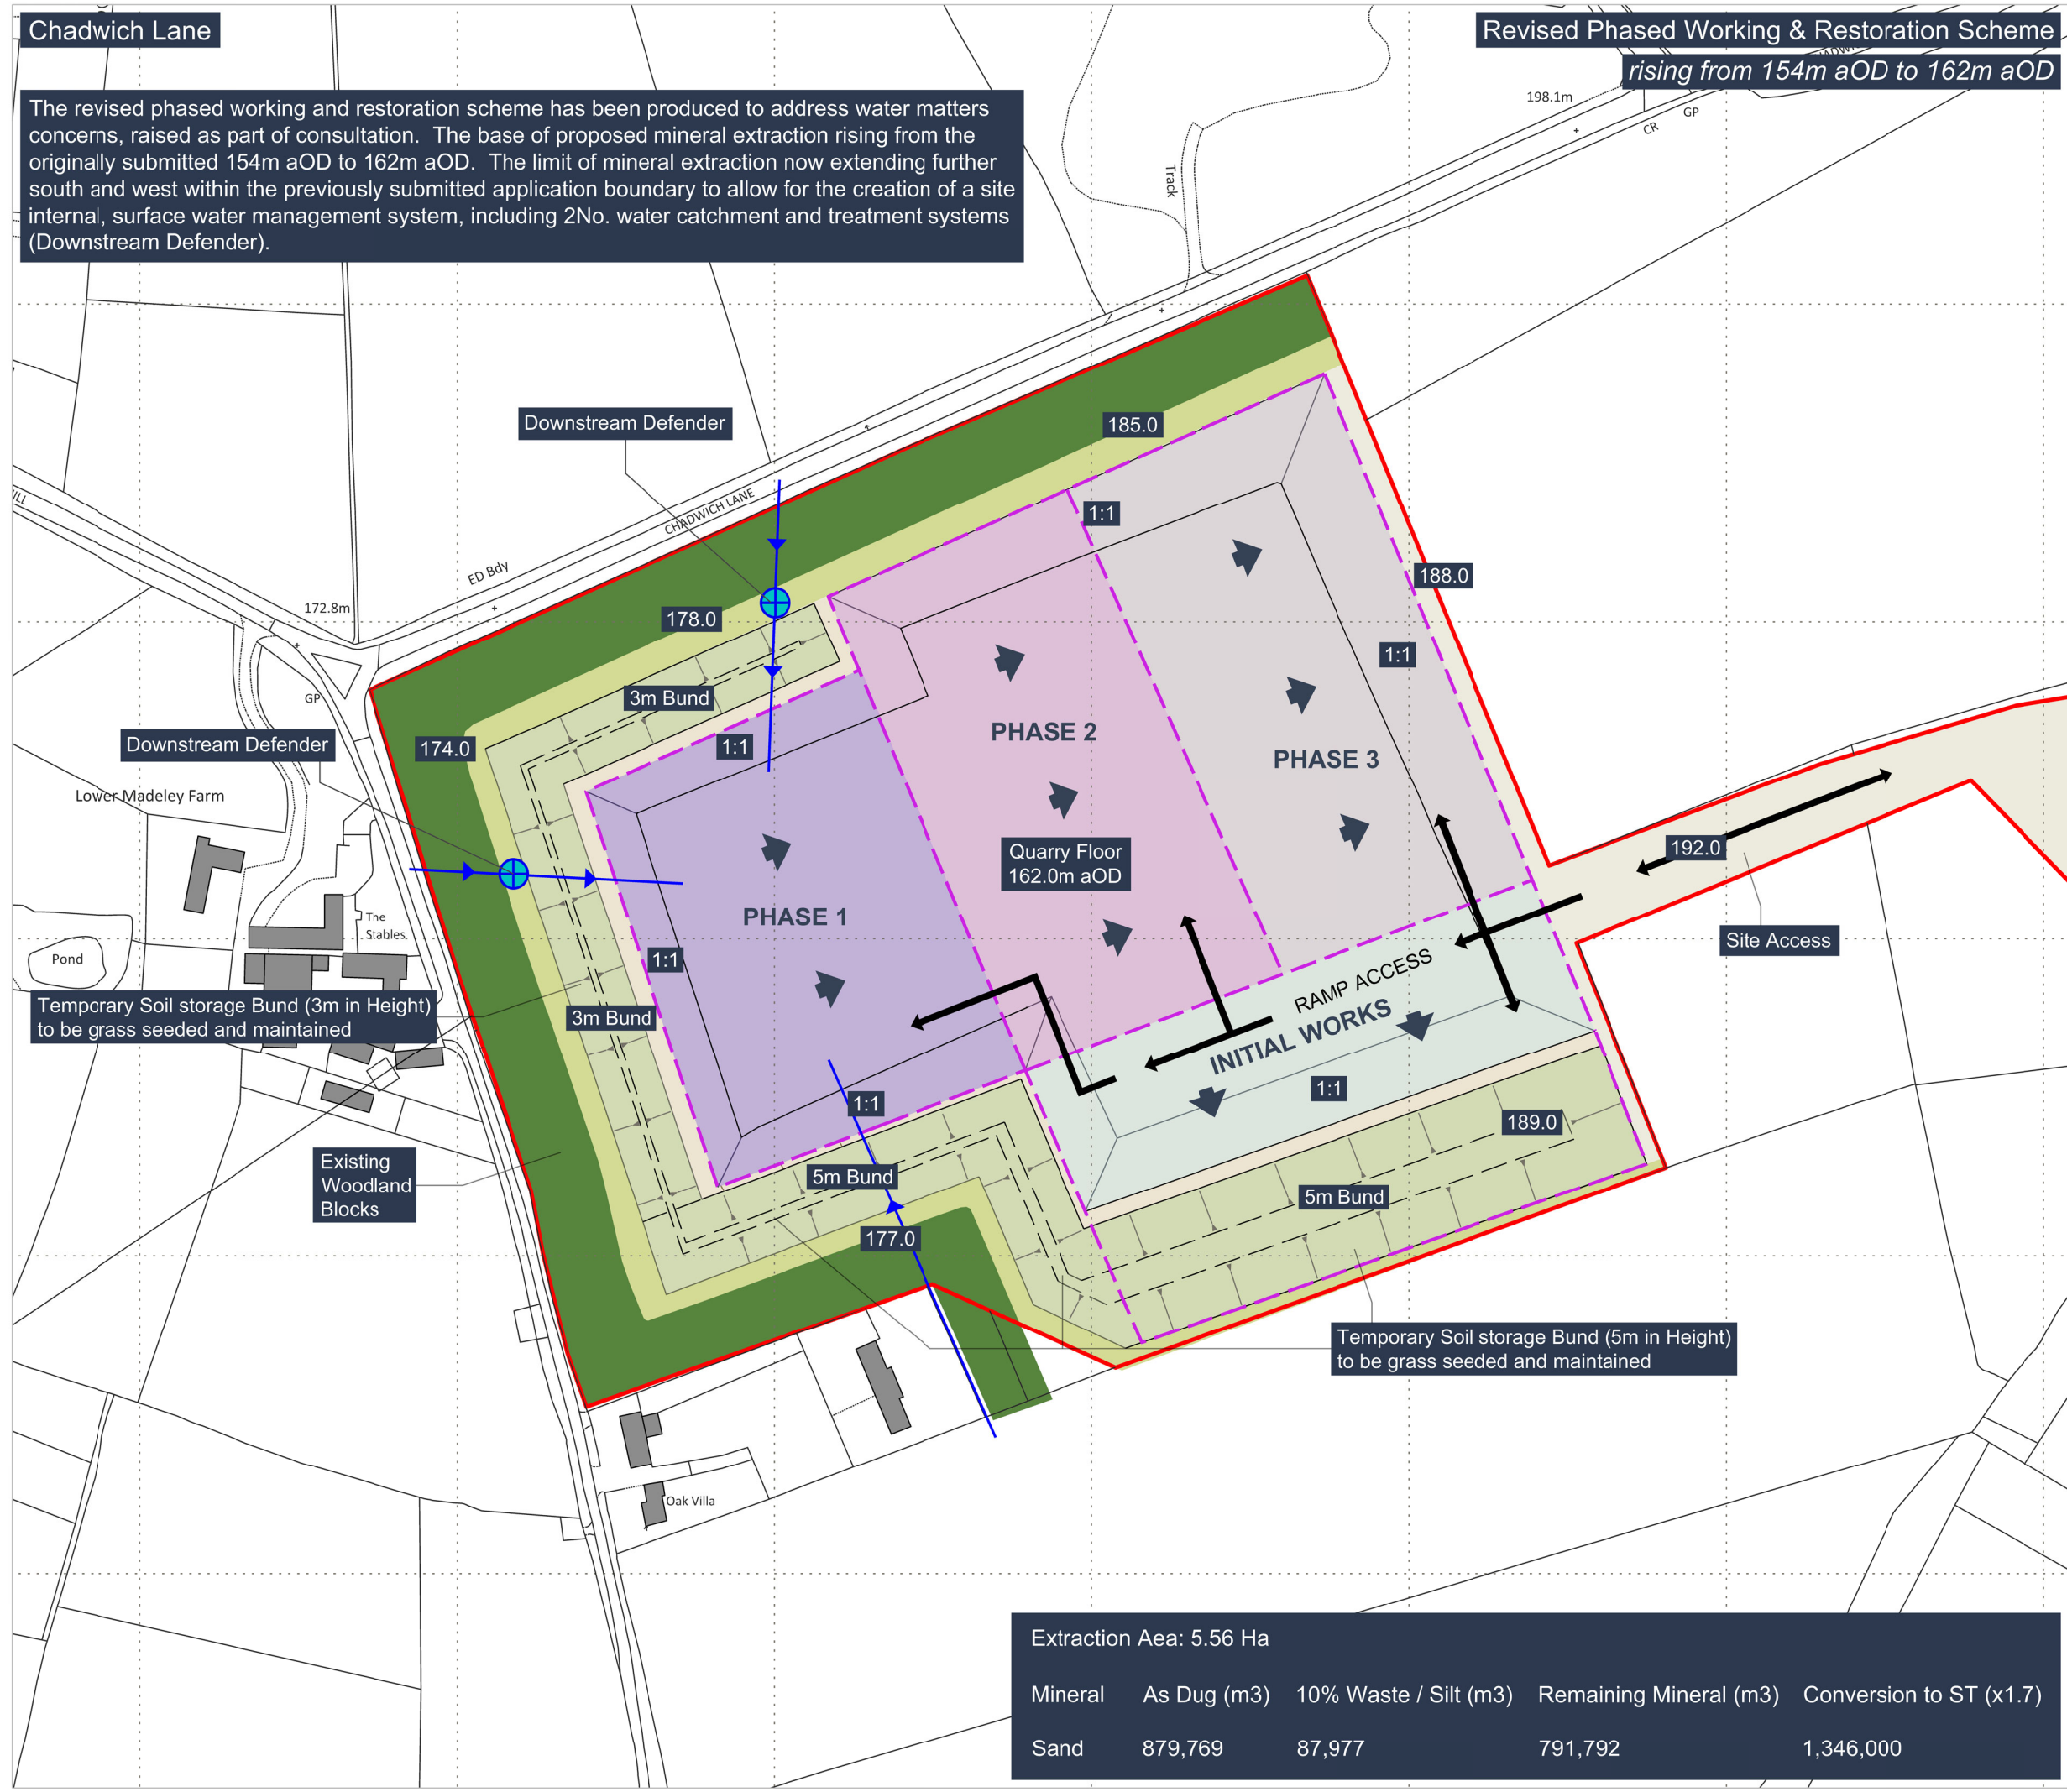 Chadwich Lane
Revised Phased Working & Restoration Scheme
rising from 154m aOD to 162m aOD
The revised phased working and restoration scheme has been produced to address water matters
concerns, raised as part of consultation. The base of proposed mineral extraction rising from the
originally submitted 154m aOD to 162m aOD. The limit of mineral extraction now extending further
south and west within the previously submitted application boundary to allow for the creation of a site
internal, surface water management system, including 2No. water catchment and treatment systems
(Downstream Defender).
198.1m
GP
CR
Track
Downstream Defender
185.0
CHADWICH LANE
1:1
ED Bdy
188.0
172.8m
178.0
1:1
3m Bund
GP
PHASE 2
174.0
1:1
Downstream Defender
PHASE 3
Lower Madeley Farm
Quarry Floor
162.0m aOD
192.0
PHASE 1
The
Stables
Site Access
Pond
1:1
RAMP ACCESS
Temporary Soil storage Bund (3m in Height)
to be grass seeded and maintained
3m Bund
INITIAL WORKS
1:1
1:1
189.0
Existing
Woodland
Blocks
5m Bund
5m Bund
177.0
Temporary Soil storage Bund (5m in Height)
to be grass seeded and maintained
Oak Villa
Extraction Aea: 5.56 Ha
Mineral As Dug (m3) 10% Waste / Silt (m3) Remaining Mineral (m3) Conversion to ST (x1.7)
Sand 879,769 87,977 791,792 1,346,000